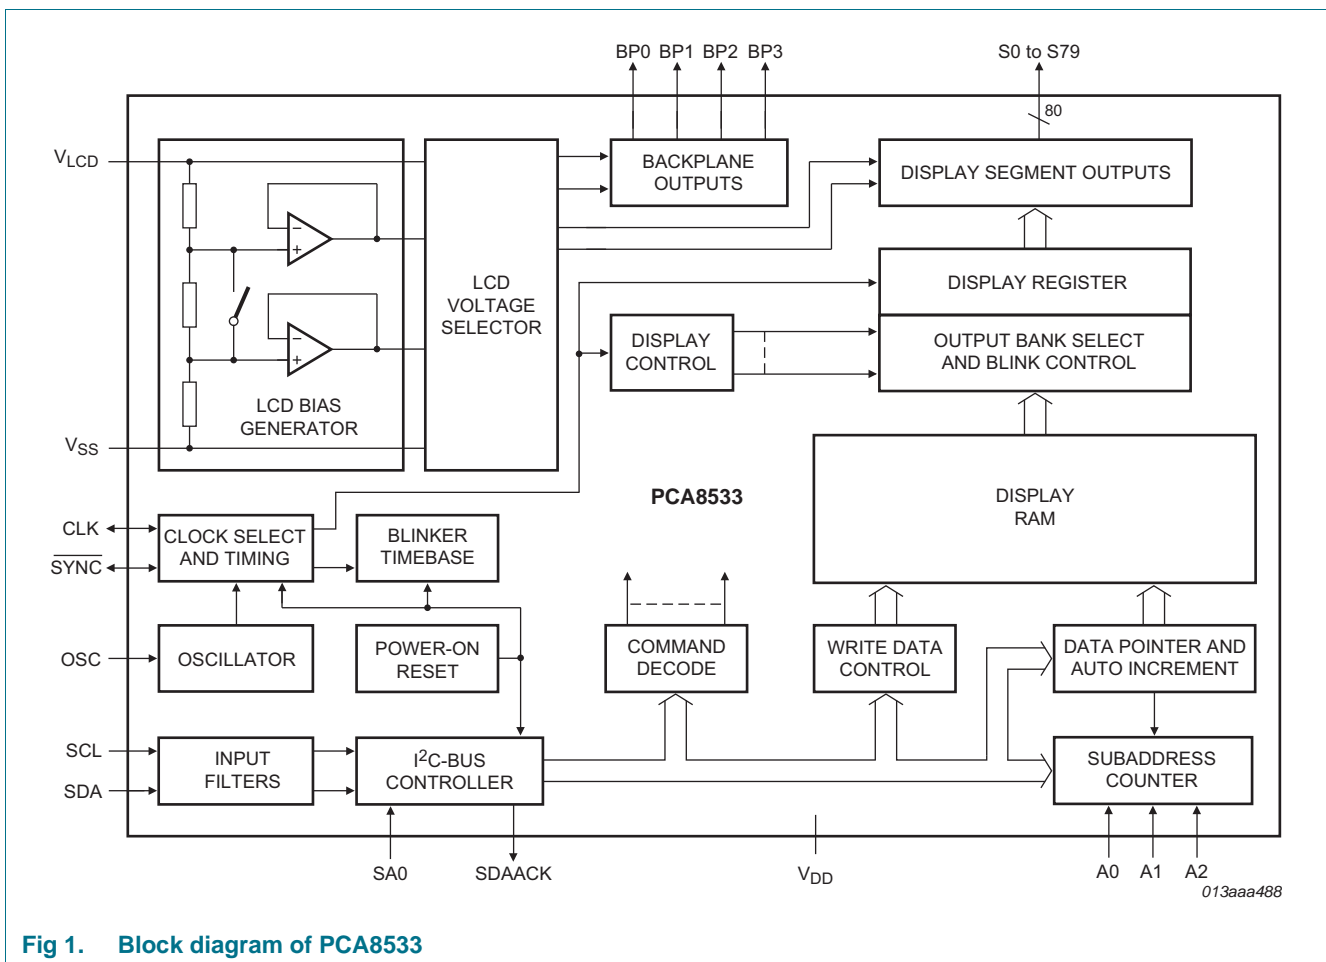 BP0 BP1 BP2 BP3
S0 to S79
80
VLCD
BACKPLANE
OUTPUTS
DISPLAY SEGMENT OUTPUTS
−
+
LCD
VOLTAGE
SELECTOR
DISPLAY REGISTER
−
+
DISPLAY
CONTROL
OUTPUT BANK SELECT
AND BLINK CONTROL
LCD BIAS
GENERATOR
VSS
PCA8533
DISPLAY
RAM
CLK
SYNC
CLOCK SELECT
AND TIMING
BLINKER
TIMEBASE
OSC
OSCILLATOR
POWER-ON
RESET
COMMAND
DECODE
WRITE DATA
CONTROL
DATA POINTER AND
AUTO INCREMENT
SCL
SDA
INPUT
FILTERS
I2C-BUS
CONTROLLER
SUBADDRESS
COUNTER
SA0
SDAACK
VDD
A0 A1 A2
013aaa488
Fig 1. Block diagram of PCA8533